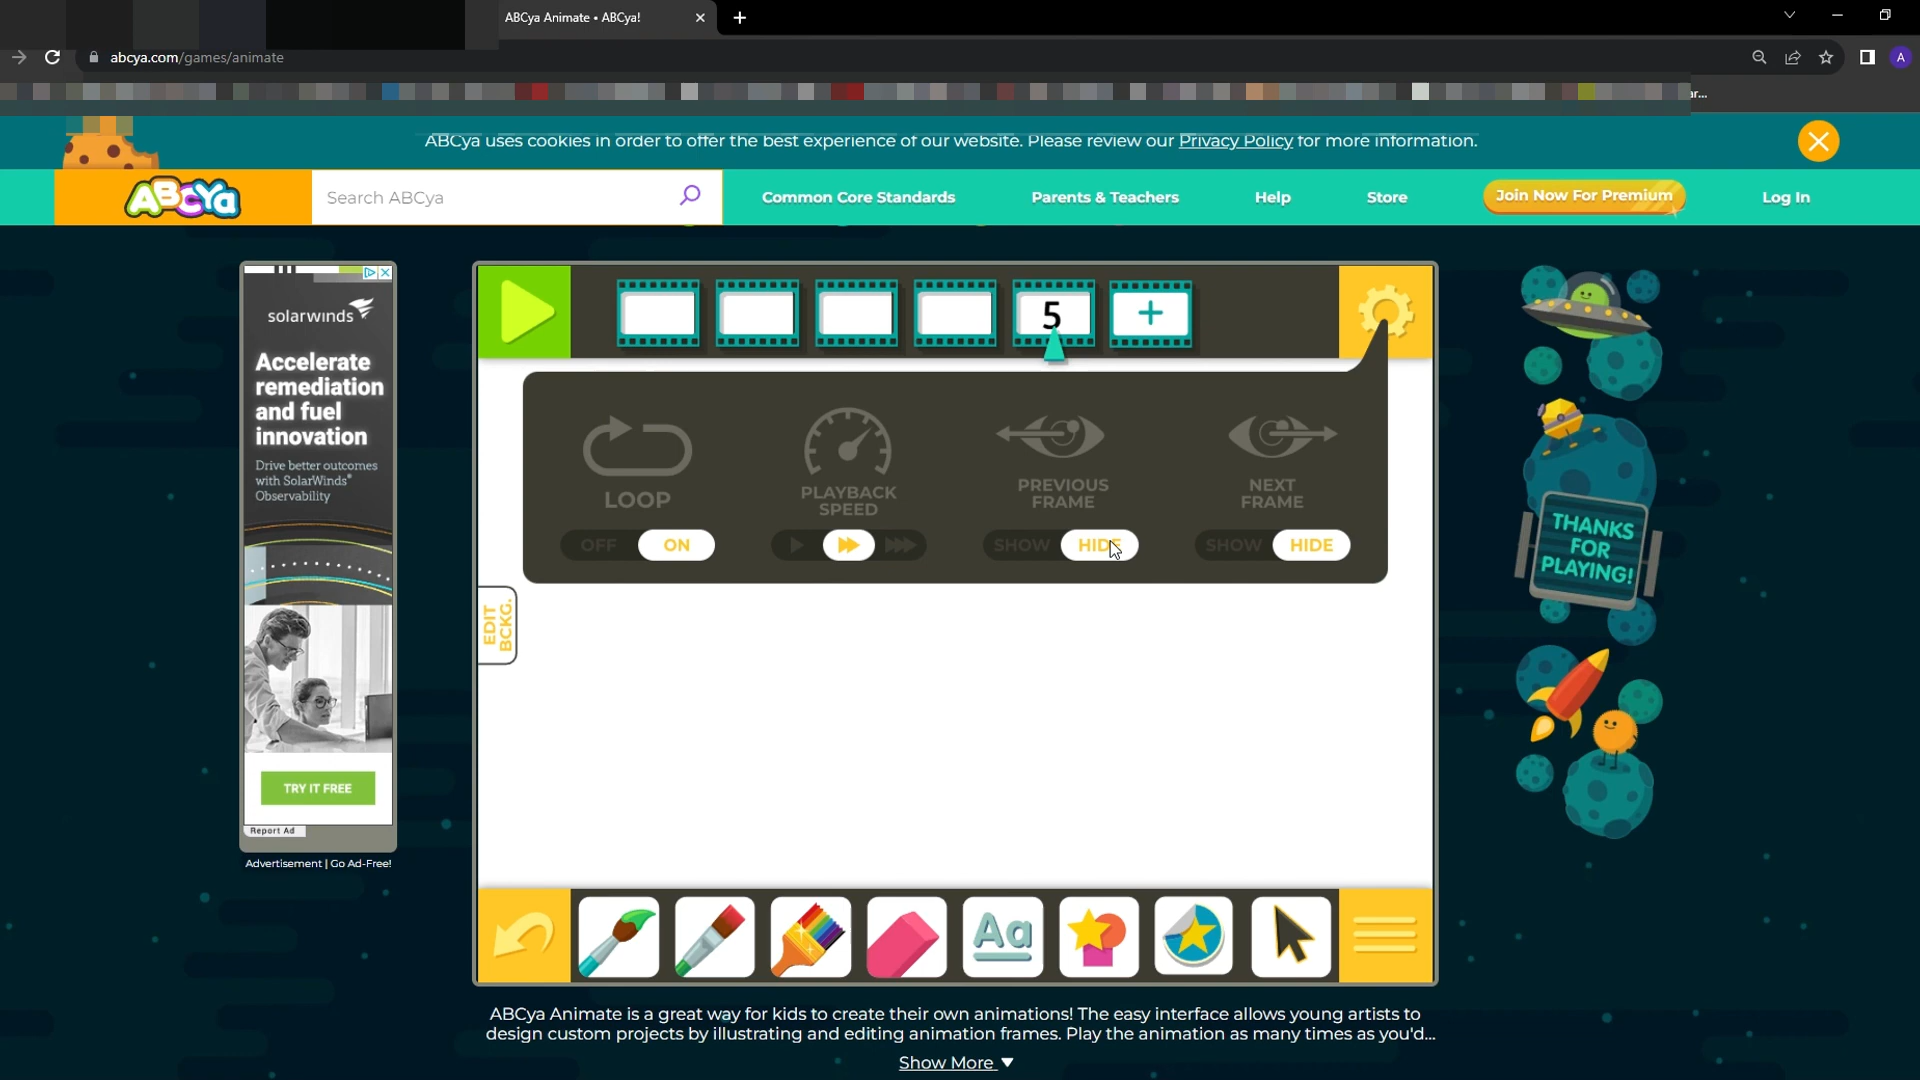 ABCya Animate • ABCya!
abcya.com/games/animate
A
ar...
ABCya uses cookies in order to offer the best experience of our website. Please review our Privacy Policy for more information.
ABCYa
Search ABCya
Common Core Standards
Parents & Teachers
Help
Store
Join Now For Premium
Log In
solarwinds
Accelerate
remediation
and fuel
innovation
Drive better outcomes
with SolarWinds®
Observability
TRY IT FREE
Report Ad
Advertisement | Go Ad-Free!
5
LOOP
OFF ON
PLAYBACK
SPEED
PREVIOUS
FRAME
SHOW HIDE
NEXT
FRAME
SHOW HIDE
EDIT
BCKG.
Aa
THANKS
FOR
PLAYING!
ABCya Animate is a great way for kids to create their own animations! The easy interface allows young artists to
design custom projects by illustrating and editing animation frames. Play the animation as many times as you'd...
Show More